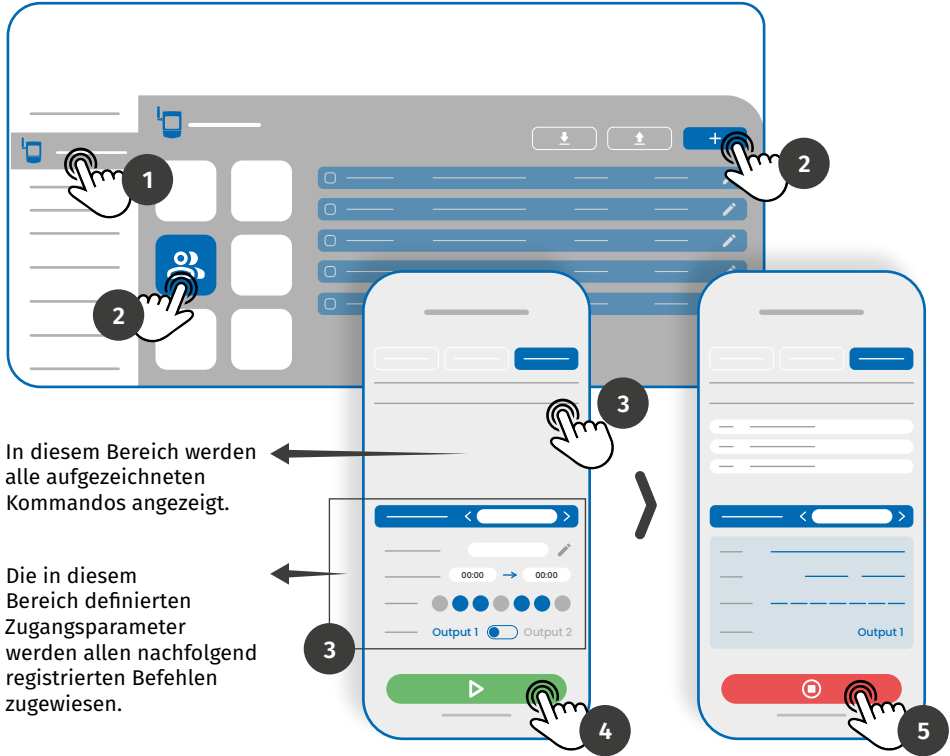 1
2
2
3
In diesem Bereich werden
alle aufgezeichneten
Kommandos angezeigt.
Die in diesem
Bereich definierten
Zugangsparameter
werden allen nachfolgend
registrierten Befehlen
zugewiesen.
00:00 → 00:00
Output 1 Output 2
3
4
Output 1
5